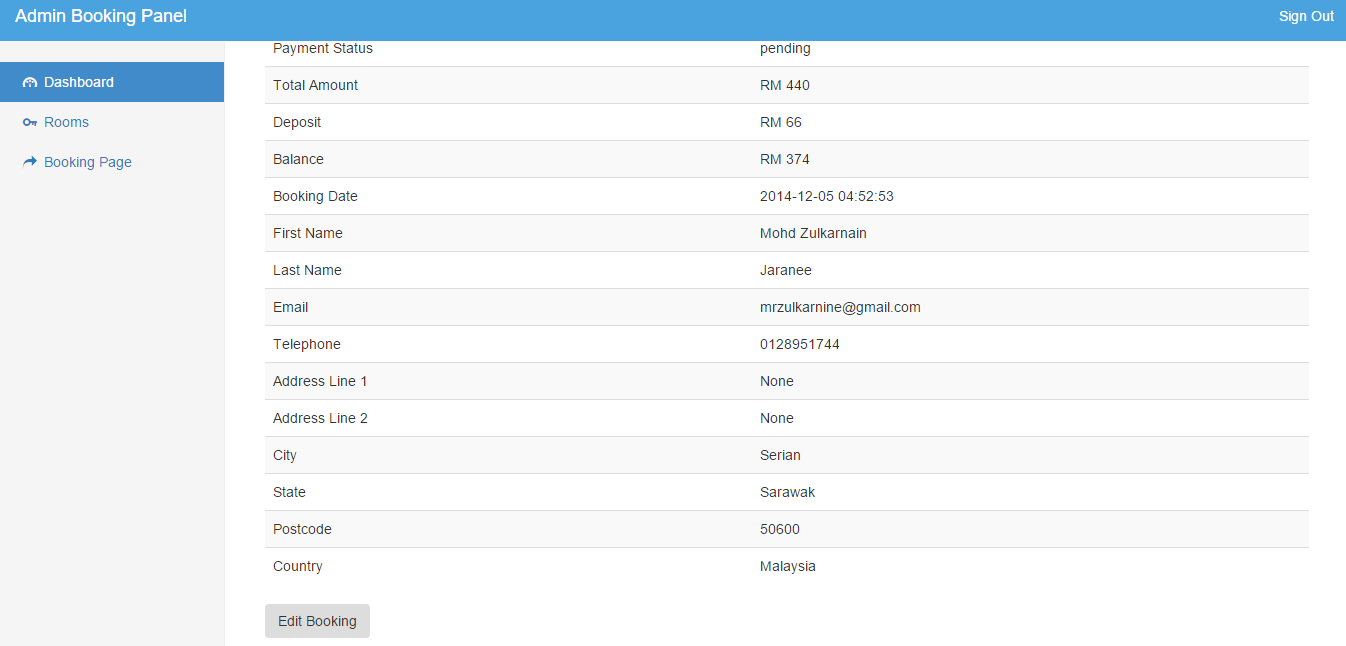 Admin Booking Panel Sign Out
Payment Status pending
Dashboard Total Amount RM 440
Rooms Deposit RM 66
Booking Page Balance RM 374
Booking Date 2014-12-05 04:52:53
First Name Mohd Zulkarnain
Last Name Jaranee
Email mrzulkarnine@gmail.com
Telephone 0128951744
Address Line 1 None
Address Line 2 None
City Serian
State Sarawak
Postcode 50600
Country Malaysia
Edit Booking